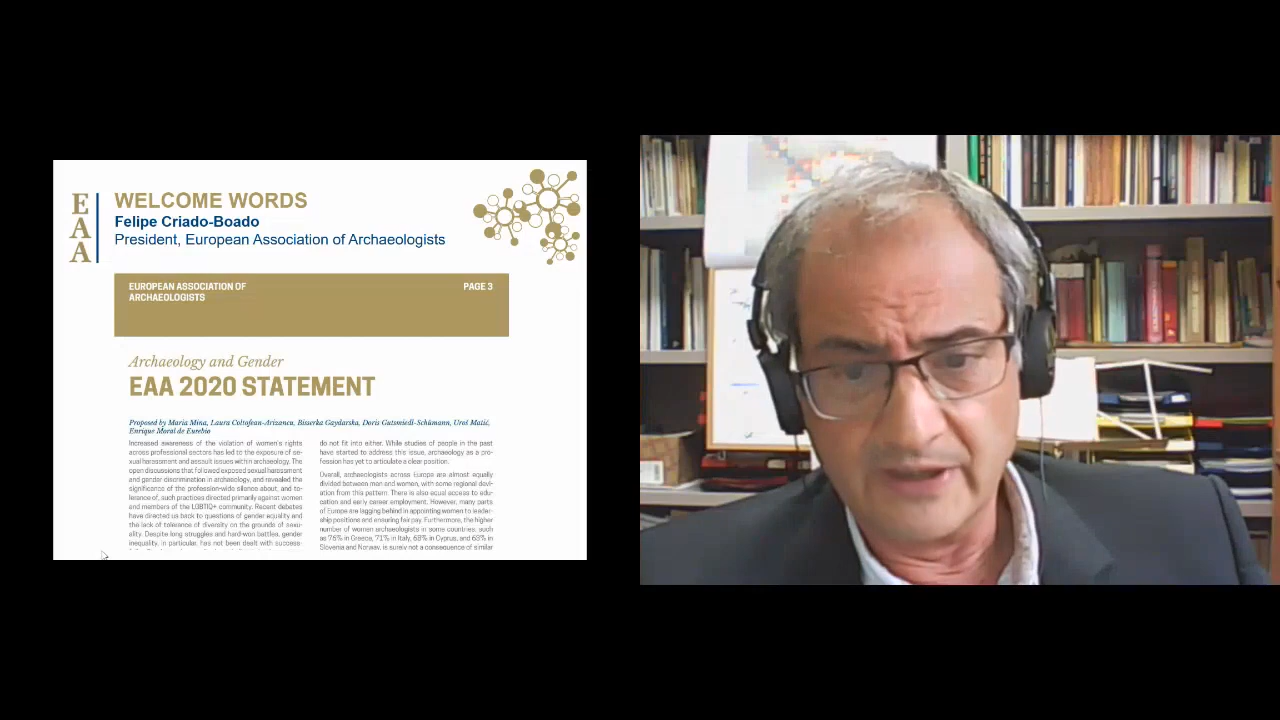 E
A
A
WELCOME WORDS
Felipe Criado-Boado
President, European Association of Archaeologists
EUROPEAN ASSOCIATION OF
ARCHAEOLOGISTS
PAGE 3
Archaeology and Gender
EAA 2020 STATEMENT
Proposed by Maria Mina, Laura Coltofean-Arizancu, Bisserka Gaydarska, Doris Gutsmiedl-Schümann, Uroš Matić,
Enrique Moral de Eusebio
Increased awareness of the violation of women's rights
across professional sectors has led to the exposure of se-
xual harassment and assault issues within archaeology. The
open discussions that followed exposed sexual harassment
and gender discrimination in archaeology, and revealed the
significance of the profession-wide silence about, and to-
lerance of, such practices directed primarily against women
and members of the LGBTIQ+ community. Recent debates
have directed us back to questions of gender equality and
the lack of tolerance of diversity on the grounds of sexu-
ality. Despite long struggles and hard-won battles, gender
inequality, in particular, has not been dealt with success-
do not fit into either. While studies of people in the past
have started to address this issue, archaeology as a pro-
fession has yet to articulate a clear position.
Overall, archaeologists across Europe are almost equally
divided between men and women, with some regional devi-
ation from this pattern. There is also equal access to edu-
cation and early career employment. However, many parts
of Europe are lagging behind in appointing women to leader-
ship positions and ensuring fair pay. Furthermore, the higher
number of women archaeologists in some countries, such
as 76% in Greece, 71% in Italy, 68% in Cyprus, and 63% in
Slovenia and Norway, is surely not a consequence of similar